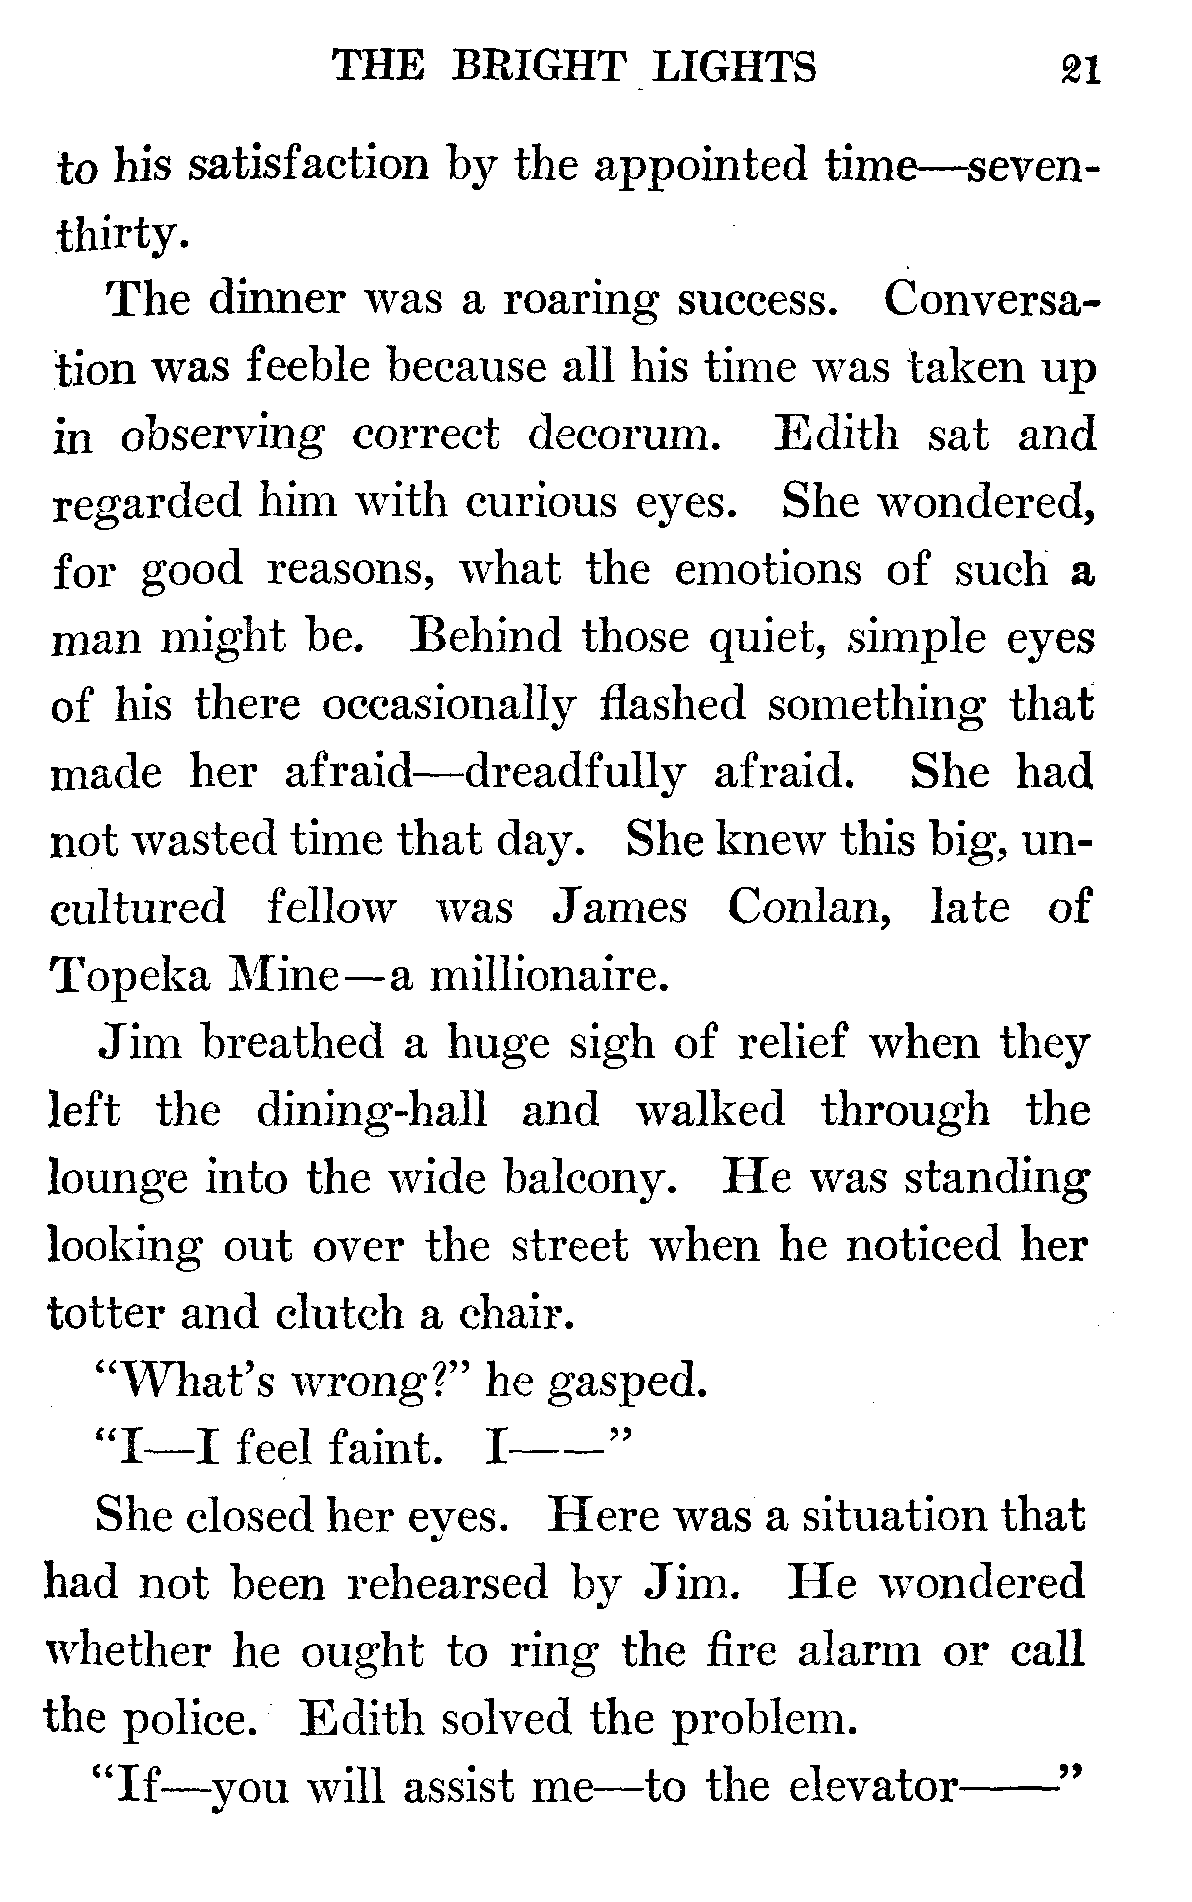 THE BRIGHT LIGHTS 21
to his satisfaction by the appointed time—seven-
thirty.
The dinner was a roaring success. Conversa-
tion was feeble because all his time was taken up
in observing correct decorum. Edith sat and
regarded him with curious eyes. She wondered,
for good reasons, what the emotions of such a
man might be. Behind those quiet, simple eyes
of his there occasionally flashed something that
made her afraid—dreadfully afraid. She had
not wasted time that day. She knew this big, un-
cultured fellow was James Conlan, late of
Topeka Mine—a millionaire.
Jim breathed a huge sigh of relief when they
left the dining-hall and walked through the
lounge into the wide balcony. He was standing
looking out over the street when he noticed her
totter and clutch a chair.
“What’s wrong?” he gasped.
“I—I feel faint. I——”
She closed her eyes. Here was a situation that
had not been rehearsed by Jim. He wondered
whether he ought to ring the fire alarm or call
the police. Edith solved the problem.
“If—you will assist me—to the elevator——”